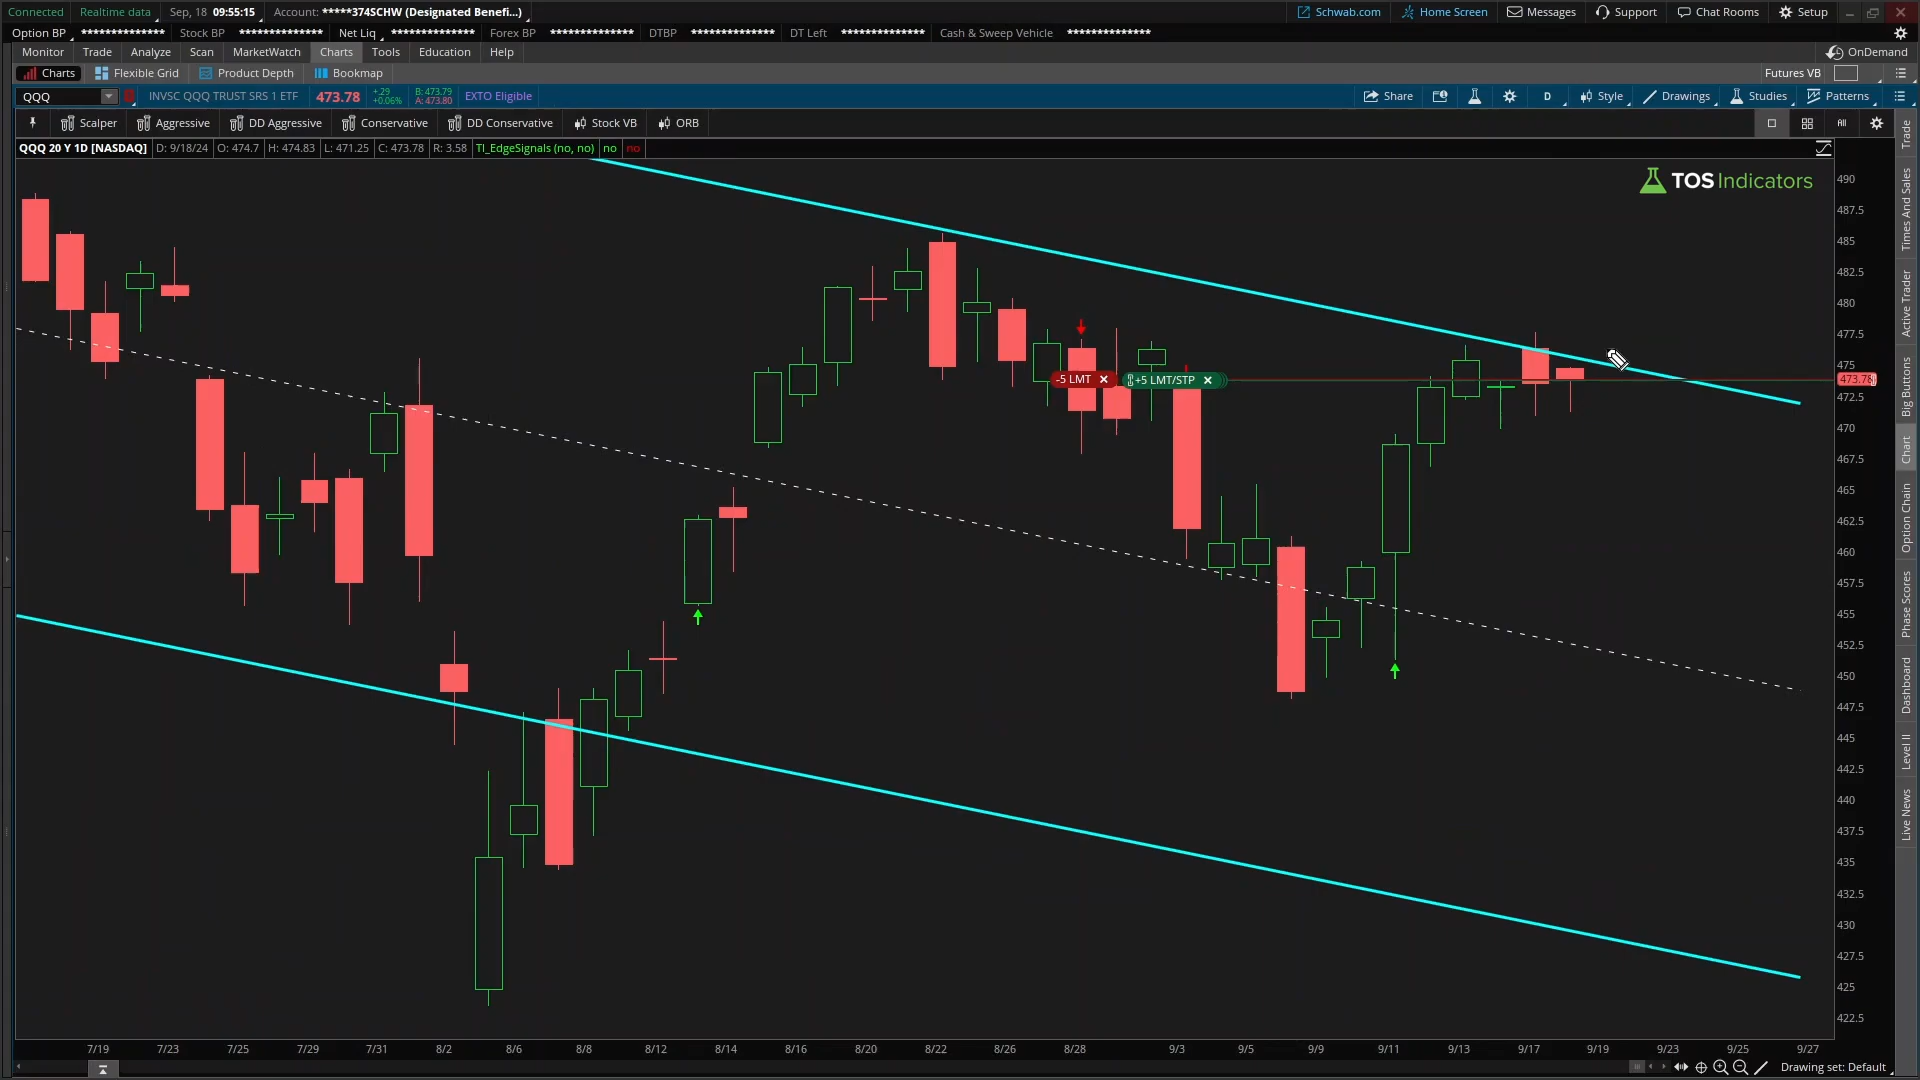 Connected Realtime data Sep, 18 09:55:15 Account: *****374SCHW (Designated Benefi...) Schwab.com Home Screen Messages Support Chat Rooms Setup
Option BP ************** Stock BP ************** Net Liq ************** Forex BP ************** DTBP ************** DT Left ************** Cash & Sweep Vehicle **************
Monitor Trade Analyze Scan MarketWatch Charts Tools Education Help OnDemand
Charts Flexible Grid Product Depth Bookmap Futures VB
QQQ INVSC QQQ TRUST SRS 1 ETF 473.78 +.29 +0.06% B: 473.79 A: 473.80 EXTO Eligible Share D Style Drawings Studies Patterns
Scalper Aggressive DD Aggressive Conservative DD Conservative Stock VB ORB All
QQQ 20 Y 1D [NASDAQ] D: 9/18/24 O: 474.7 H: 474.83 L: 471.25 C: 473.78 R: 3.58 TI_EdgeSignals (no, no) no no
TOS Indicators
490
487.5
485
482.5
480
477.5
475
-5 LMT +5 LMT/STP 473.78
472.5
470
467.5
465
462.5
460
457.5
455
452.5
450
447.5
445
442.5
440
437.5
435
432.5
430
427.5
425
422.5
7/19 7/23 7/25 7/29 7/31 8/2 8/6 8/8 8/12 8/14 8/16 8/20 8/22 8/26 8/28 9/3 9/5 9/9 9/11 9/13 9/17 9/19 9/23 9/25 9/27
Drawing set: Default
Trade
Times And Sales
Active Trader
Big Buttons
Chart
Option Chain
Phase Scores
Dashboard
Level II
Live News